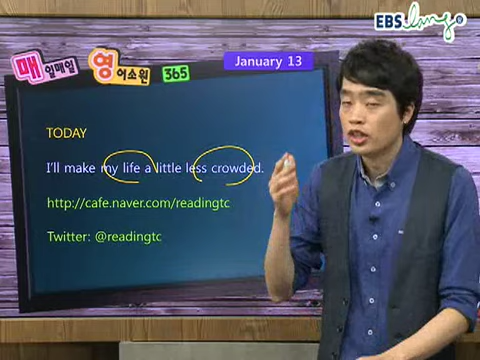 EBS lang
매일매일 영어소원 365
January 13
TODAY
I'll make my life a little less crowded.
http://cafe.naver.com/readingtc
Twitter: @readingtc